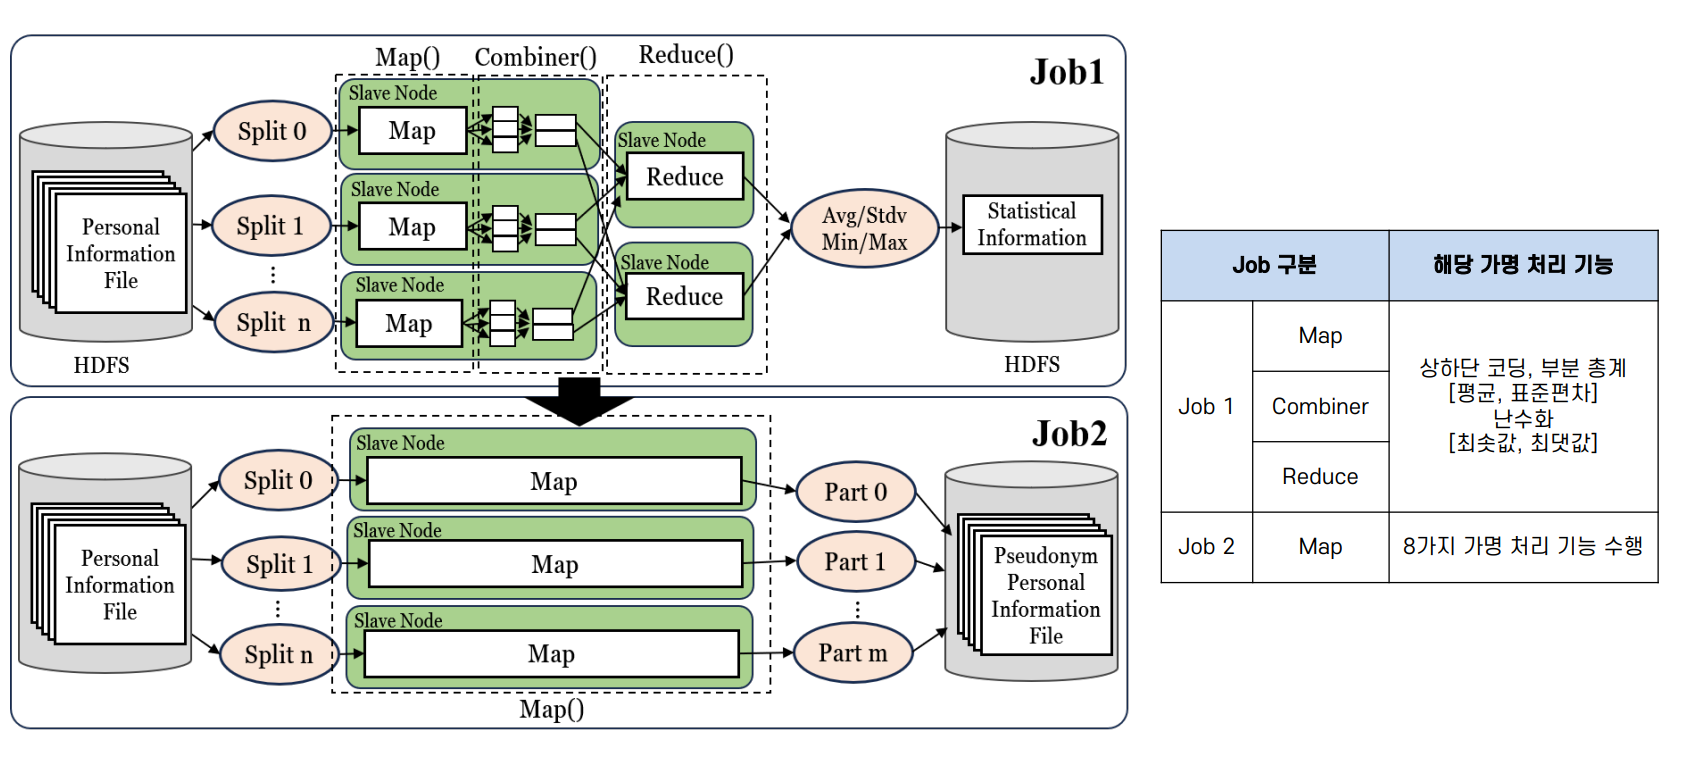 Map()
Combiner()
Reduce()
Job1
Slave Node
Map
Split 0
Slave Node
Reduce
Slave Node
Map
Split 1
Personal
Information
File
Avg/Stdv
Min/Max
Statistical
Information
Slave Node
Reduce
Slave Node
Map
Split n
HDFS
HDFS
Job2
Slave Node
Map
Split 0
Part 0
Slave Node
Map
Split 1
Part 1
Personal
Information
File
Pseudonym
Personal
Information
File
Slave Node
Map
Split n
Part m
Map()
Job 구분
해당 가명 처리 기능
Job 1
Map
Combiner
Reduce
상하단 코딩, 부분 총계
[평균, 표준편차]
난수화
[최솟값, 최댓값]
Job 2
Map
8가지 가명 처리 기능 수행